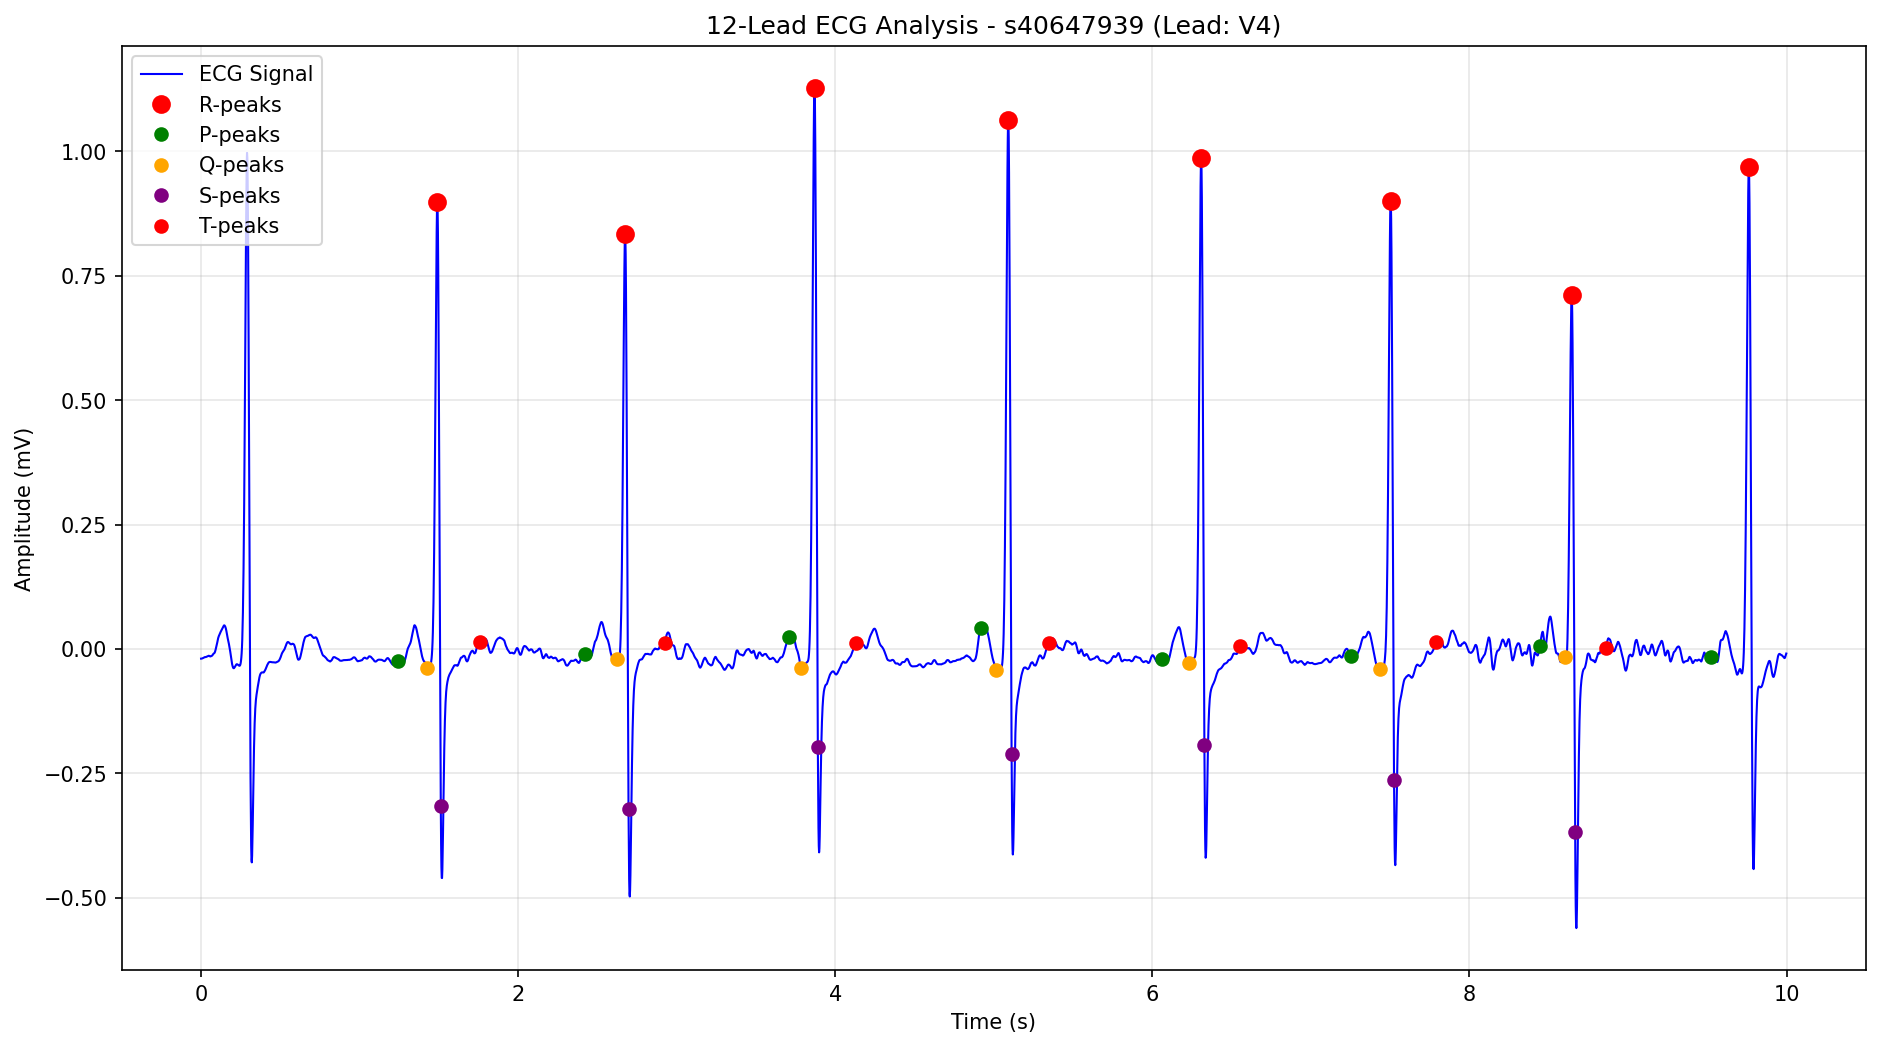 12-Lead ECG Analysis - s40647939 (Lead: V4)
ECG Signal
R-peaks
P-peaks
Q-peaks
S-peaks
T-peaks
1.00
0.75
0.50
0.25
0.00
−0.25
−0.50
Amplitude (mV)
0 2 4 6 8 10
Time (s)